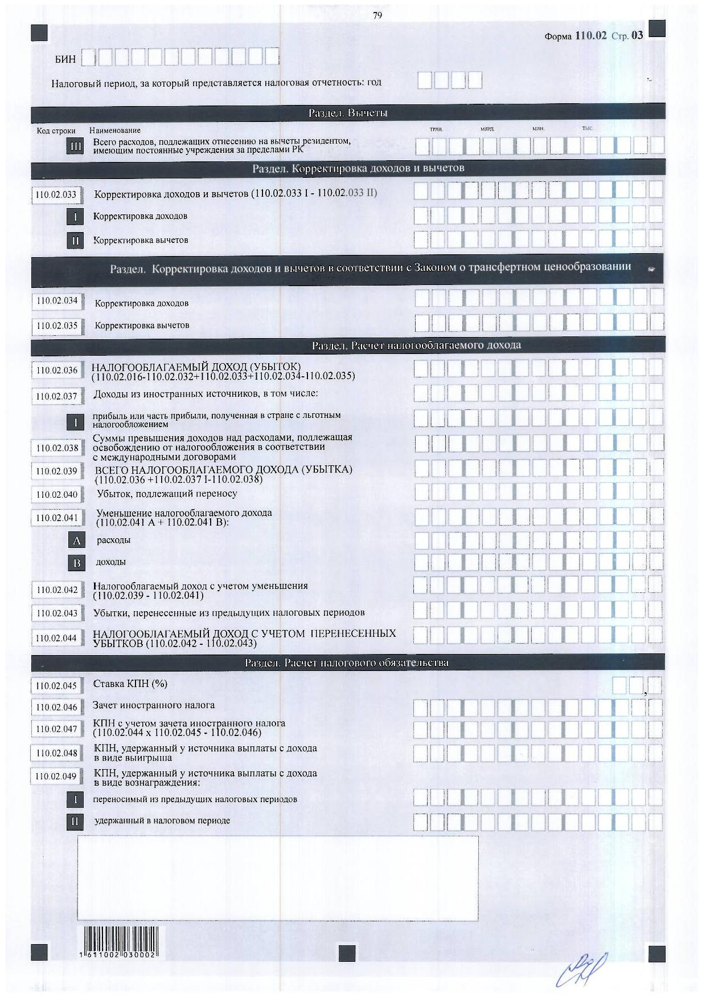 79
Форма 110.02 Стр. 03
БИН
Налоговый период, за который представляется налоговая отчетность: год
Раздел. Вычеты
Код строки Наименование трлн. млрд. млн. тыс.
III Всего расходов, подлежащих отнесению на вычеты резидентом,
имеющим постоянные учреждения за пределами РК
Раздел. Корректировка доходов и вычетов
110.02.033 Корректировка доходов и вычетов (110.02.033 I - 110.02.033 II)
I Корректировка доходов
II Корректировка вычетов
Раздел. Корректировка доходов и вычетов в соответствии с Законом о трансфертном ценообразовании
110.02.034 Корректировка доходов
110.02.035 Корректировка вычетов
Раздел. Расчет налогооблагаемого дохода
110.02.036 НАЛОГООБЛАГАЕМЫЙ ДОХОД (УБЫТОК)
(110.02.016-110.02.032+110.02.033+110.02.034-110.02.035)
110.02.037 Доходы из иностранных источников, в том числе:
I прибыль или часть прибыли, полученная в стране с льготным
налогообложением
Суммы превышения доходов над расходами, подлежащая
110.02.038 освобождению от налогообложения в соответствии
с международными договорами
110.02.039 ВСЕГО НАЛОГООБЛАГАЕМОГО ДОХОДА (УБЫТКА)
(110.02.036 +110.02.037 I-110.02.038)
110.02.040 Убыток, подлежащий переносу
110.02.041 Уменьшение налогооблагаемого дохода
(110.02.041 А + 110.02.041 В):
А расходы
В доходы
110.02.042 Налогооблагаемый доход с учетом уменьшения
(110.02.039 - 110.02.041)
110.02.043 Убытки, перенесенные из предыдущих налоговых периодов
110.02.044 НАЛОГООБЛАГАЕМЫЙ ДОХОД С УЧЕТОМ ПЕРЕНЕСЕННЫХ
УБЫТКОВ (110.02.042 - 110.02.043)
Раздел. Расчет налогового обязательства
110.02.045 Ставка КПН (%) ,
110.02.046 Зачет иностранного налога
110.02.047 КПН с учетом зачета иностранного налога
(110.02.044 х 110.02.045 - 110.02.046)
110.02.048 КПН, удержанный у источника выплаты с дохода
в виде выигрыша
110.02.049 КПН, удержанный у источника выплаты с дохода
в виде вознаграждения:
I переносимый из предыдущих налоговых периодов
II удержанный в налоговом периоде
1 611002 030002